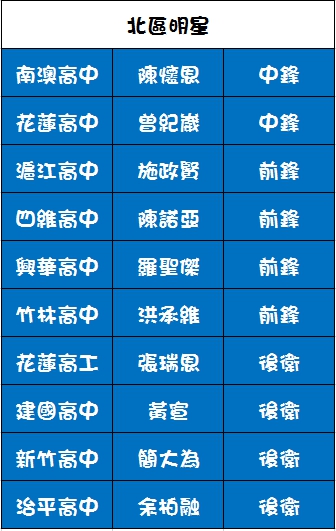 北區明星
南澳高中 陳懷恩 中鋒
花蓮高中 曾紀崴 中鋒
滬江高中 施政賢 前鋒
四維高中 陳諾亞 前鋒
興華高中 羅聖傑 前鋒
竹林高中 洪承維 前鋒
花蓮高工 張瑞恩 後衛
建國高中 黃宣 後衛
新竹高中 簡大為 後衛
治平高中 余柏融 後衛